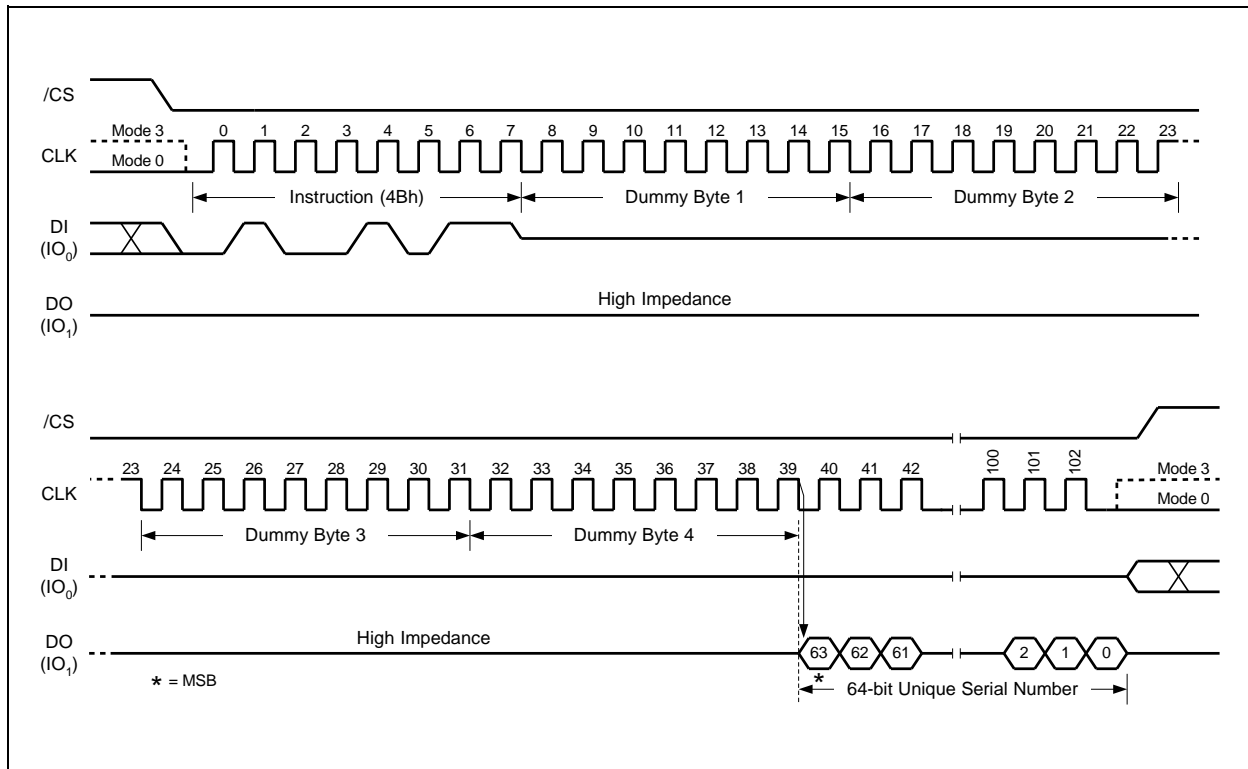 /CS
Mode 3
0 1 2 3 4 5 6 7 8 9 10 11 12 13 14 15 16 17 18 19 20 21 22 23
CLK
Mode 0
Instruction (4Bh) Dummy Byte 1 Dummy Byte 2
DI
(IO0)
High Impedance
DO
(IO1)
/CS
23 24 25 26 27 28 29 30 31 32 33 34 35 36 37 38 39 40 41 42 100 101 102
Mode 3
CLK
Mode 0
Dummy Byte 3 Dummy Byte 4
DI
(IO0)
High Impedance
DO
(IO1)
63 62 61 2 1 0
* = MSB
*
64-bit Unique Serial Number